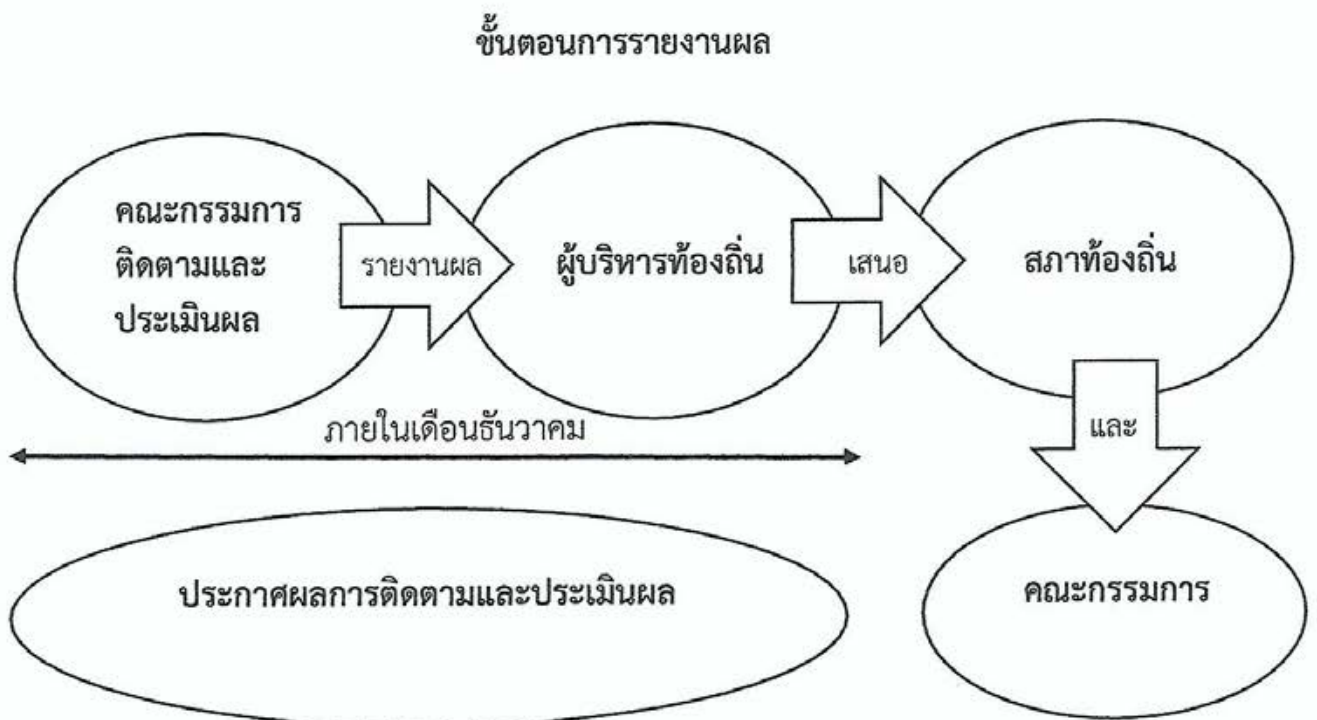 ขั้นตอนการรายงานผล
คณะกรรมการ
ติดตามและ
ประเมินผล
รายงานผล
ผู้บริหารท้องถิ่น
เสนอ
สภาท้องถิ่น
และ
ภายในเดือนธันวาคม
ประกาศผลการติดตามและประเมินผล
คณะกรรมการ